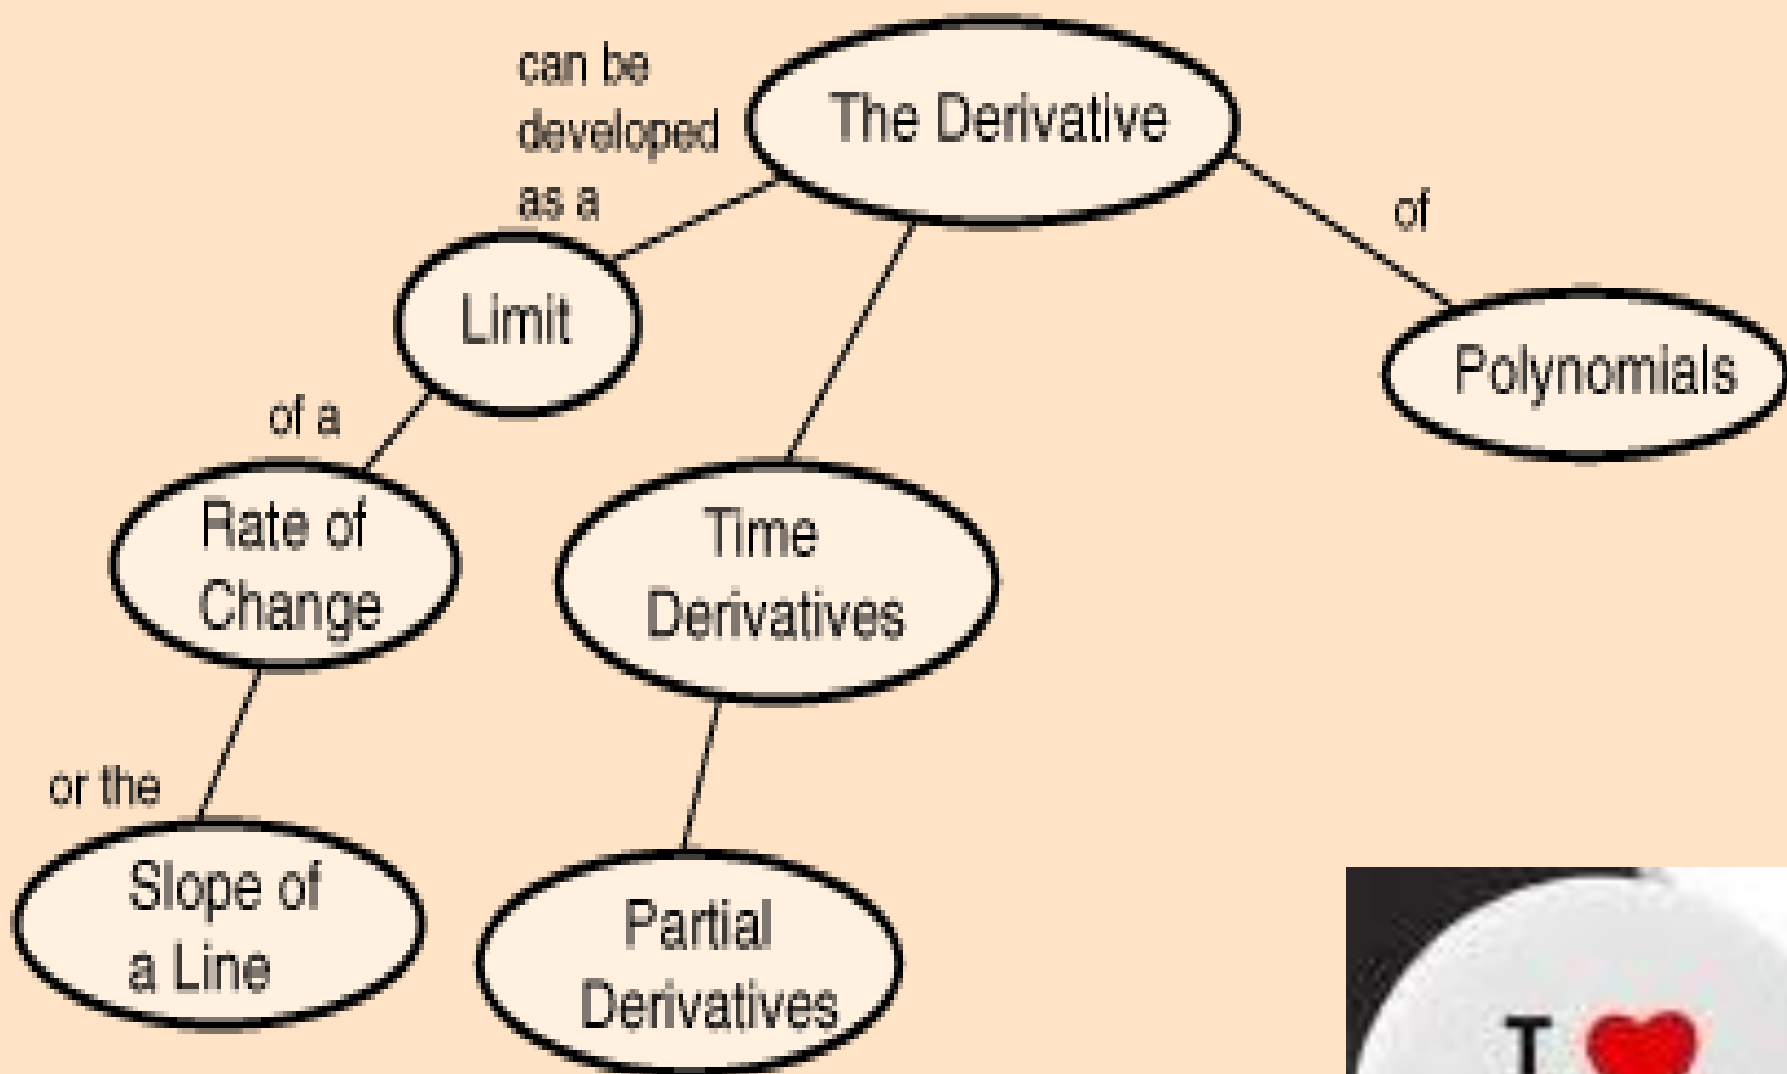 can be
developed
as a
The Derivative
of
Limit
Polynomials
of a
Rate of
Change
Time
Derivatives
or the
Slope of
a Line
Partial
Derivatives
I